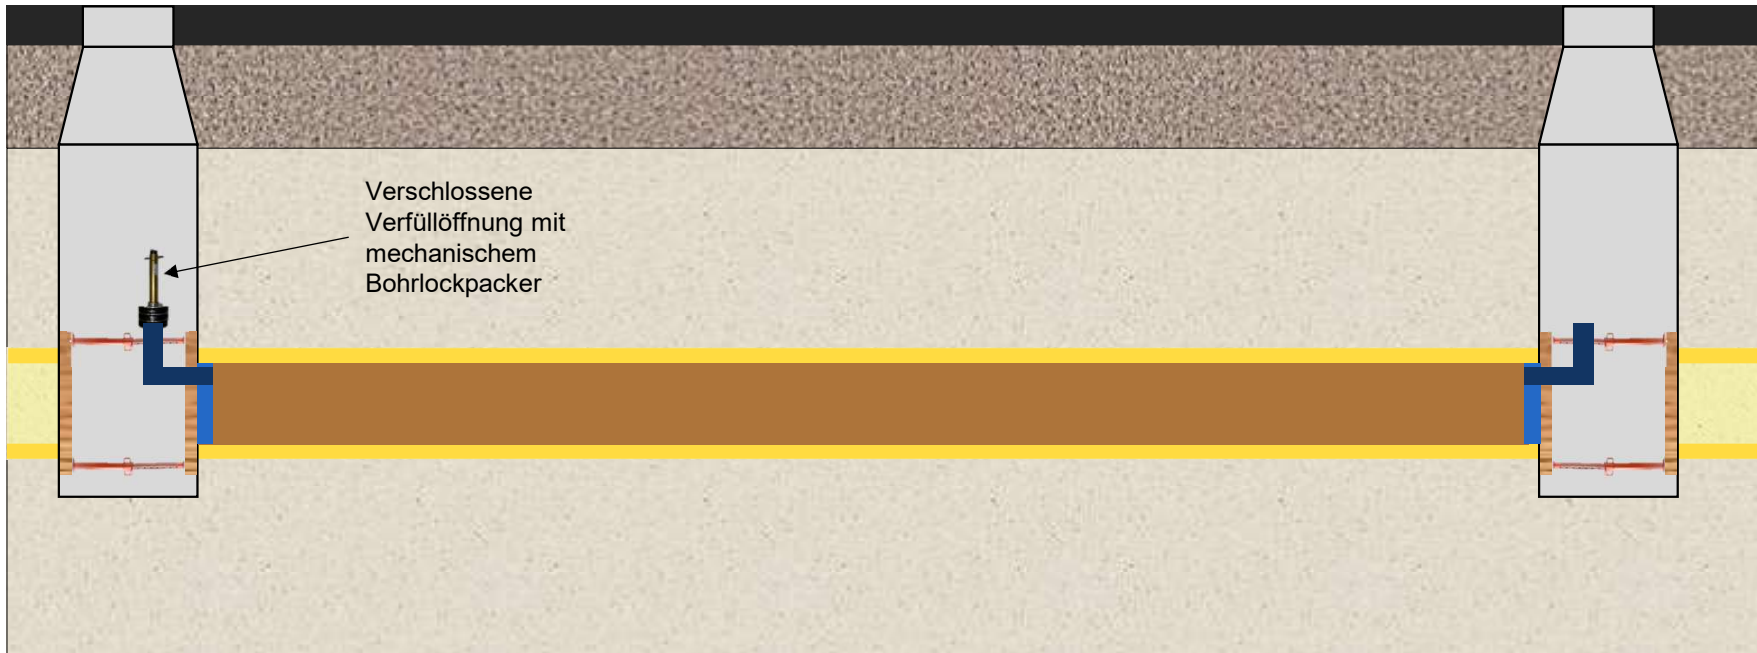 Verschlossene
Verfüllöffnung mit
mechanischem
Bohrlockpacker